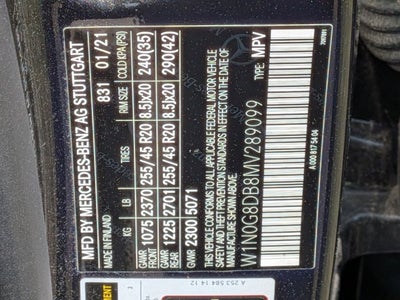 MFD BY MERCEDES-BENZ AG STUTTGART
MADE IN FINLAND 831 01/21
KG LB TIRES RIM SIZE COLD KPA(PSI)
GWR FRONT 1075 2370 255/45 R20 8.5Jx20 240(35)
GWR REAR 1225 2701 255/45 R20 8.5Jx20 290(42)
GVWR 2300 5071
THIS VEHICLE CONFORMS TO ALL
APPLICABLE U.S. FEDERAL MOTOR VEHICLE
SAFETY AND THEFT PREVENTION STANDARDS
IN EFFECT ON THE DATE OF
MANUFACTURE SHOWN ABOVE.
W1N0G8DB8MV289099 TYPE: MPV
A 000 817 54 04
A 253 584 14 12